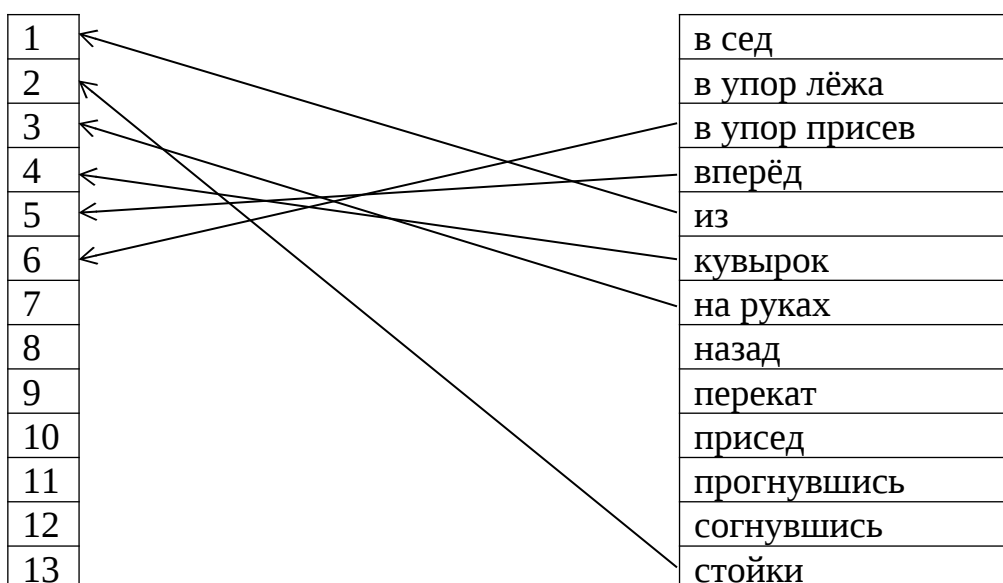 1 в сед
2 в упор лёжа
3 в упор присев
4 вперёд
5 из
6 кувырок
7 на руках
8 назад
9 перекат
10 присед
11 прогнувшись
12 согнувшись
13 стойки